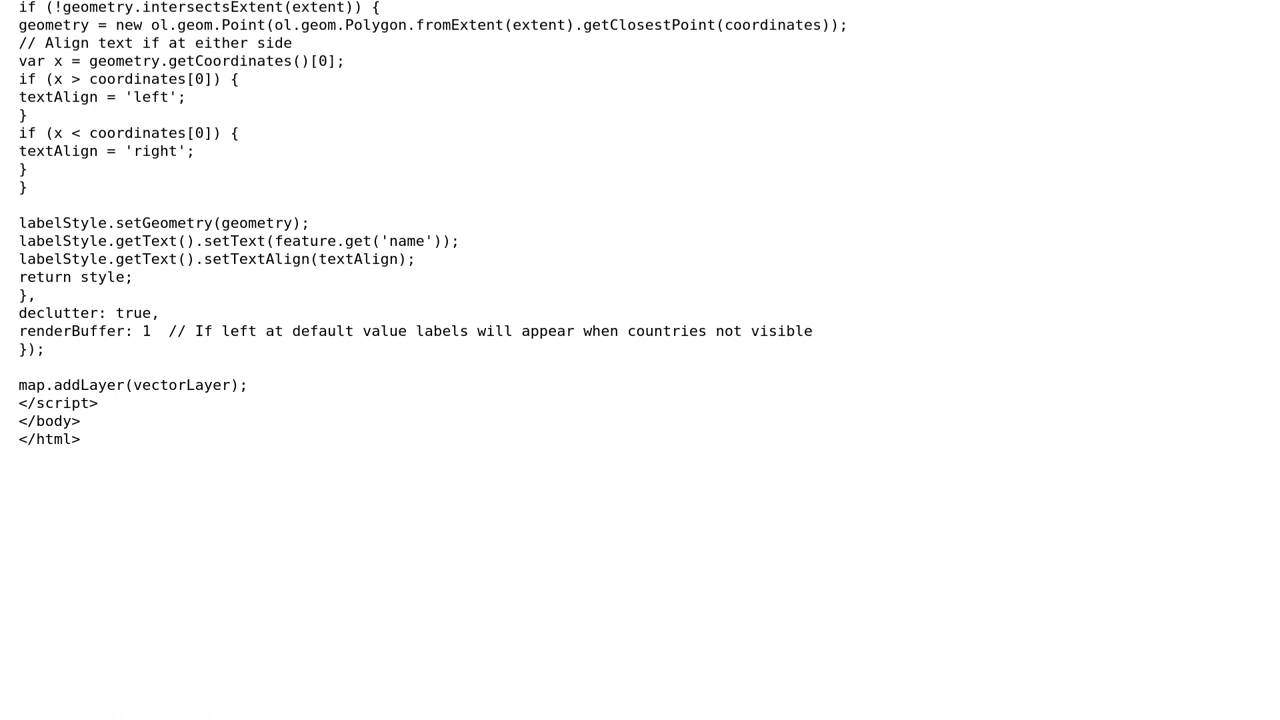 if (!geometry.intersectsExtent(extent)) {
geometry = new ol.geom.Point(ol.geom.Polygon.fromExtent(extent).getClosestPoint(coordinates));
// Align text if at either side
var x = geometry.getCoordinates()[0];
if (x > coordinates[0]) {
textAlign = 'left';
}
if (x < coordinates[0]) {
textAlign = 'right';
}
}

labelStyle.setGeometry(geometry);
labelStyle.getText().setText(feature.get('name'));
labelStyle.getText().setTextAlign(textAlign);
return style;
},
declutter: true,
renderBuffer: 1  // If left at default value labels will appear when countries not visible
});

map.addLayer(vectorLayer);
</script>
</body>
</html>